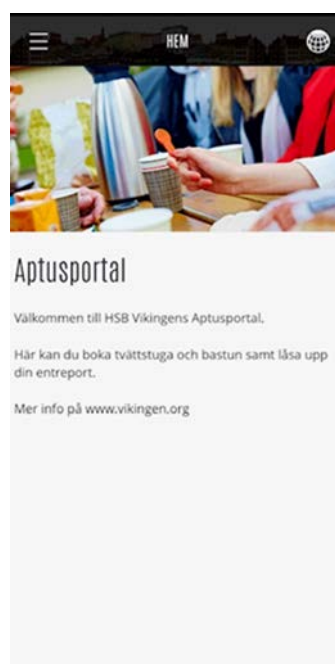 HEM
Aptusportal
Välkommen till HSB Vikingens Aptusportal.
Här kan du boka tvättstuga och bastun samt låsa upp
din entreport.
Mer info på www.vikingen.org